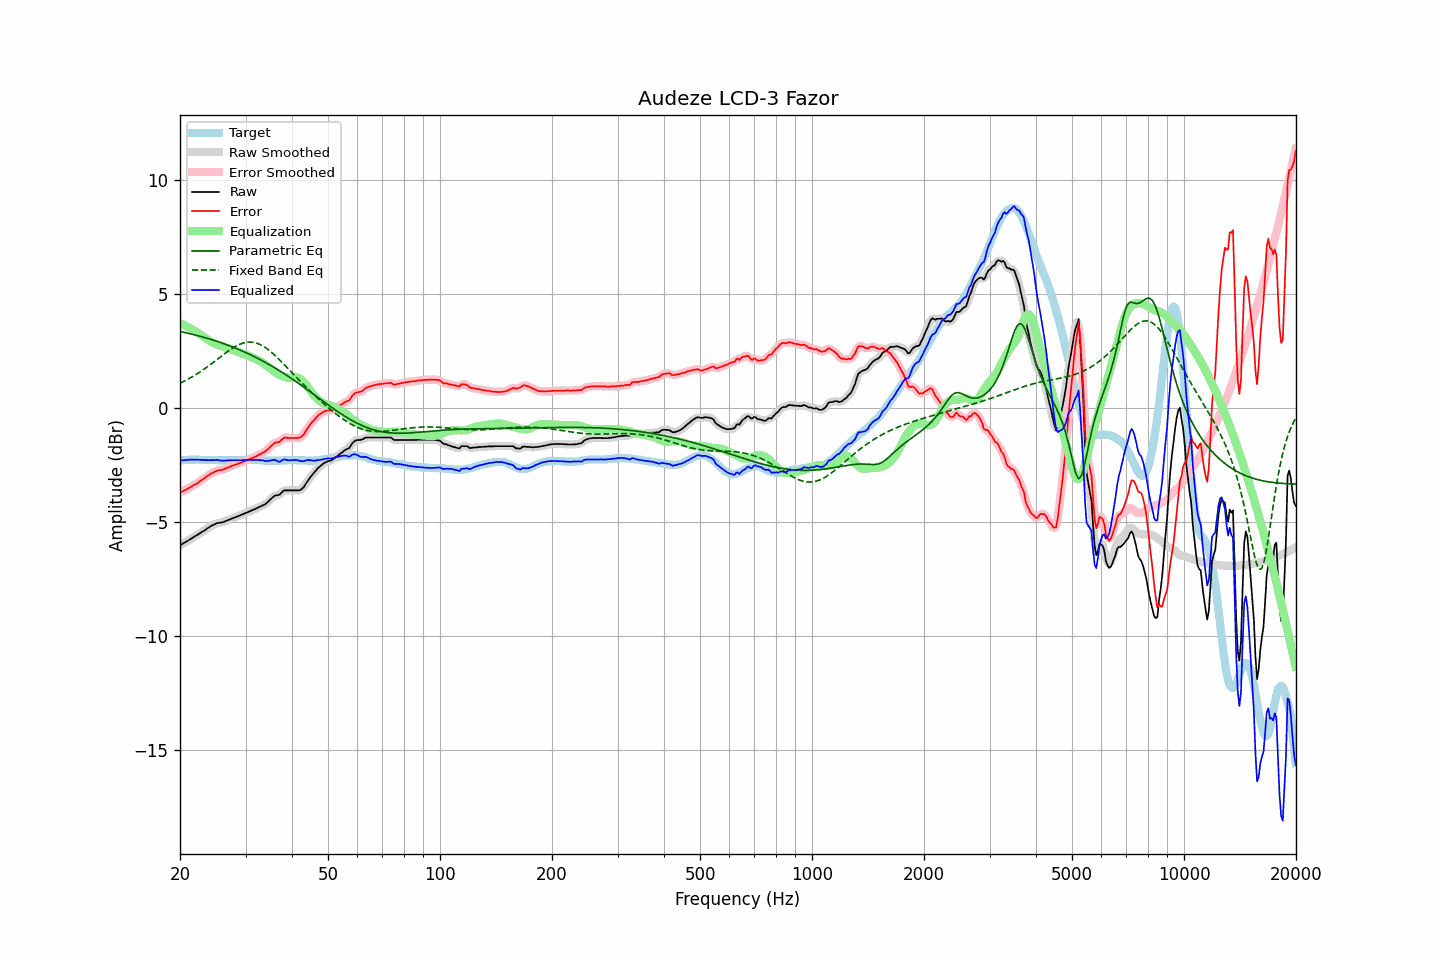 Audeze LCD-3 Fazor
Target
Raw Smoothed
Error Smoothed
Raw
Error
Equalization
Parametric Eq
Fixed Band Eq
Equalized
10
5
0
−5
−10
−15
Amplitude (dBr)
20
50
100
200
500
1000
2000
5000
10000
20000
Frequency (Hz)